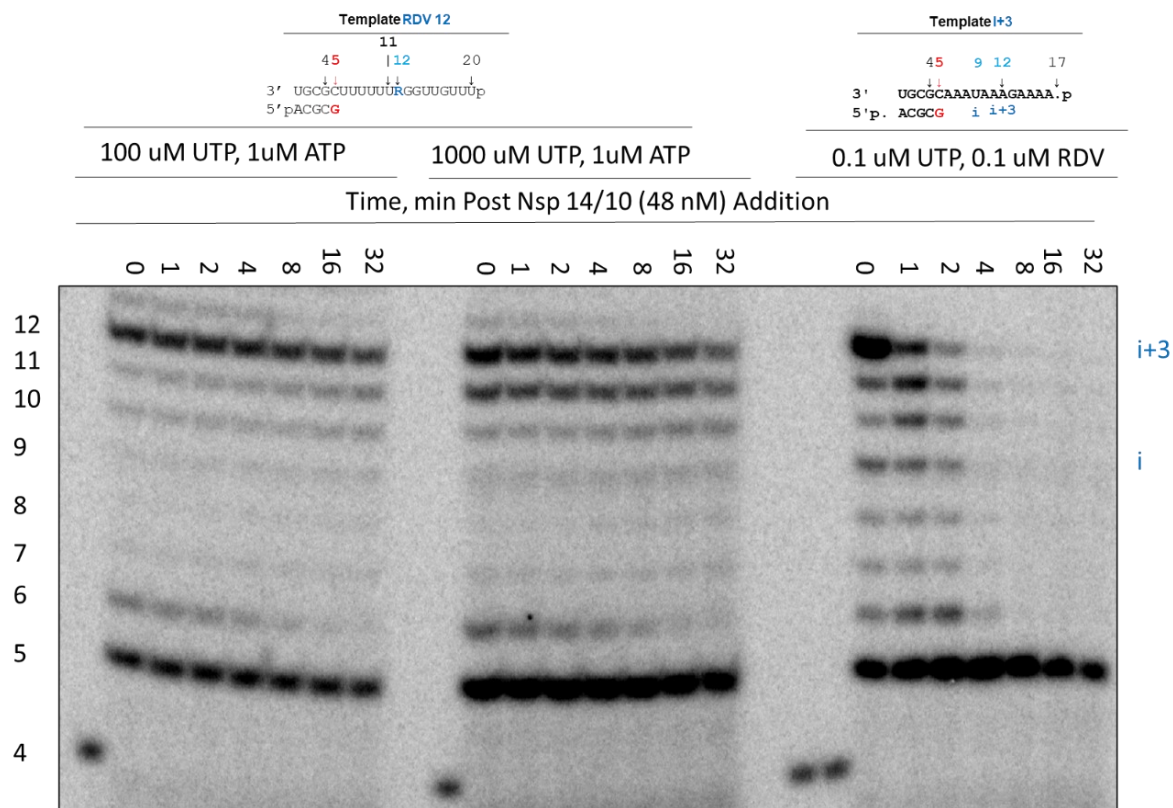 Template RDV 12
11
4 5 | 12 20
3' UGCGCUUUUUURGGUUGUUUp
5'pACGCG
Template I+3
4 5 9 12 17
3' UGCGCAAAUAAAGAAAA.p
5'p. ACGCG i i+3
100 uM UTP, 1uM ATP
1000 uM UTP, 1uM ATP
0.1 uM UTP, 0.1 uM RDV
Time, min Post Nsp 14/10 (48 nM) Addition
0 1 2 4 8 16 32
0 1 2 4 8 16 32
0 1 2 4 8 16 32
12
11
10
9
8
7
6
5
4
i+3
i